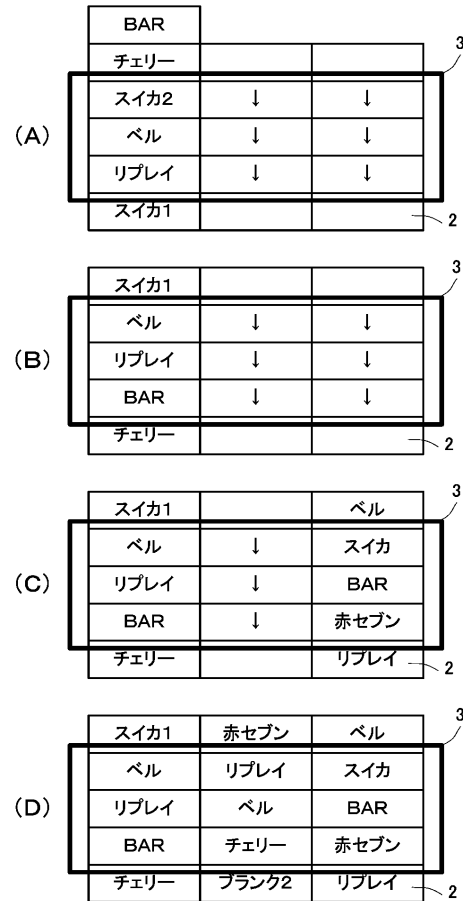 BAR
チェリー
3
スイカ2 ↓ ↓
(A) ベル ↓ ↓
リプレイ ↓ ↓
スイカ1 2
スイカ1 3
ベル ↓ ↓
(B) リプレイ ↓ ↓
BAR ↓ ↓
チェリー 2
スイカ1 ベル 3
ベル ↓ スイカ
(C) リプレイ ↓ BAR
BAR ↓ 赤セブン
チェリー リプレイ 2
スイカ1 赤セブン ベル 3
ベル リプレイ スイカ
(D) リプレイ ベル BAR
BAR チェリー 赤セブン
チェリー ブランク2 リプレイ 2